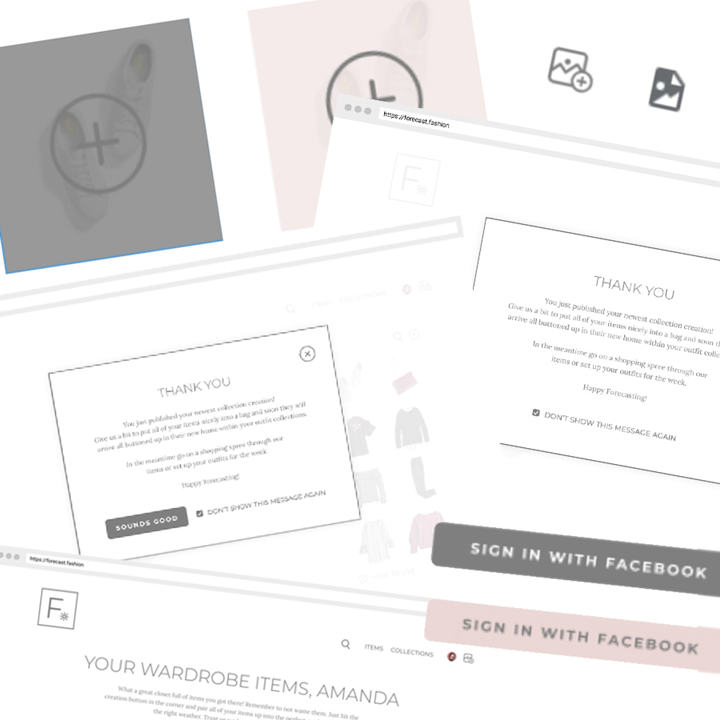 https://forecast.fashion
F
THANK YOU
You just published your newest collection creation!
Give us a bit to put all of your items nicely into a bag and soon
arrive all buttoned up in their new home within your outfit
In the meantime go on a shopping spree through our
items or set up your outfits for the week.
Happy Forecasting!
DON'T SHOW THIS MESSAGE AGAIN
THANK YOU
You just published your newest collection creation!
Give us a bit to put all of your items nicely into a bag and soon they will
arrive all buttoned up in their new home within your outfit collections.
In the meantime go on a shopping spree through our
items or set up your outfits for the week.
Happy Forecasting!
SOUNDS GOOD
DON'T SHOW THIS MESSAGE AGAIN
SIGN IN WITH FACEBOOK
SIGN IN WITH FACEBOOK
https://forecast.fashion
F
ITEMS COLLECTIONS
YOUR WARDROBE ITEMS, AMANDA
What a great closet full of items you got there! Remember to not waste them. Just hit the
creation button in the corner and pair all of your items up into the
the right weather.